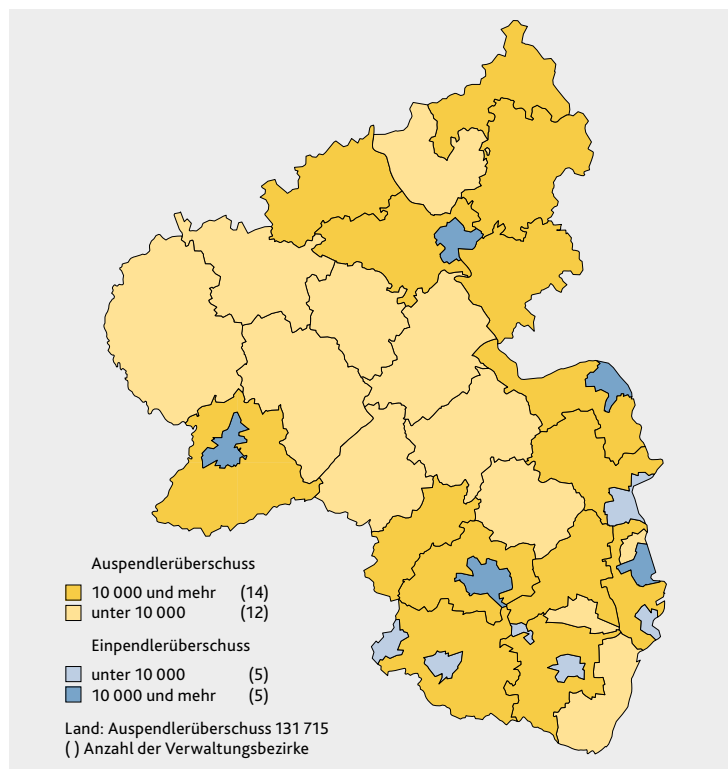 Auspendlerüberschuss
10 000 und mehr (14)
unter 10 000 (12)
Einpendlerüberschuss
unter 10 000 (5)
10 000 und mehr (5)
Land: Auspendlerüberschuss 131 715
( ) Anzahl der Verwaltungsbezirke